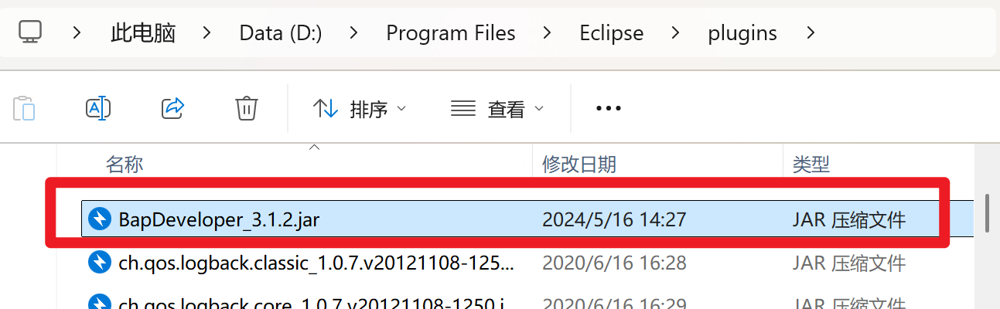 此电脑 Data (D:) Program Files Eclipse plugins
排序 查看
名称 修改日期 类型
BapDeveloper_3.1.2.jar 2024/5/16 14:27 JAR 压缩文件
ch.qos.logback.classic_1.0.7.v20121108-125... 2020/6/16 16:28 JAR 压缩文件
ch.qos.logback.core_1.0.7.v20121108-1250.j 2020/6/16 16:29 JAR 压缩文件